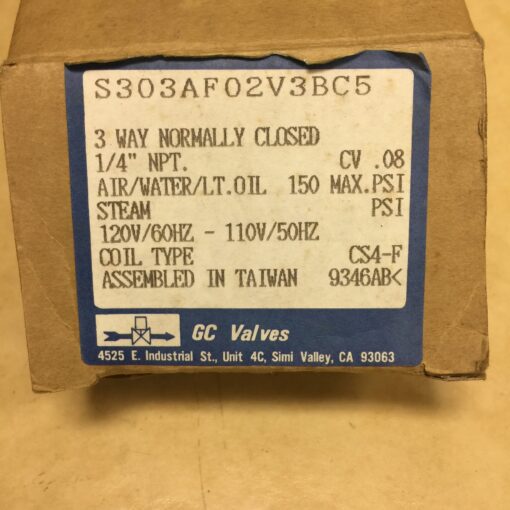 S303AF02V3BC5
3 WAY NORMALLY CLOSED
1/4" NPT. CV .08
AIR/WATER/LT.OIL 150 MAX.PSI
STEAM PSI
120V/60HZ - 110V/50HZ
COIL TYPE CS4-F
ASSEMBLED IN TAIWAN 9346AB<
GC Valves
4525 E. Industrial St., Unit 4C, Simi Valley, CA 93063